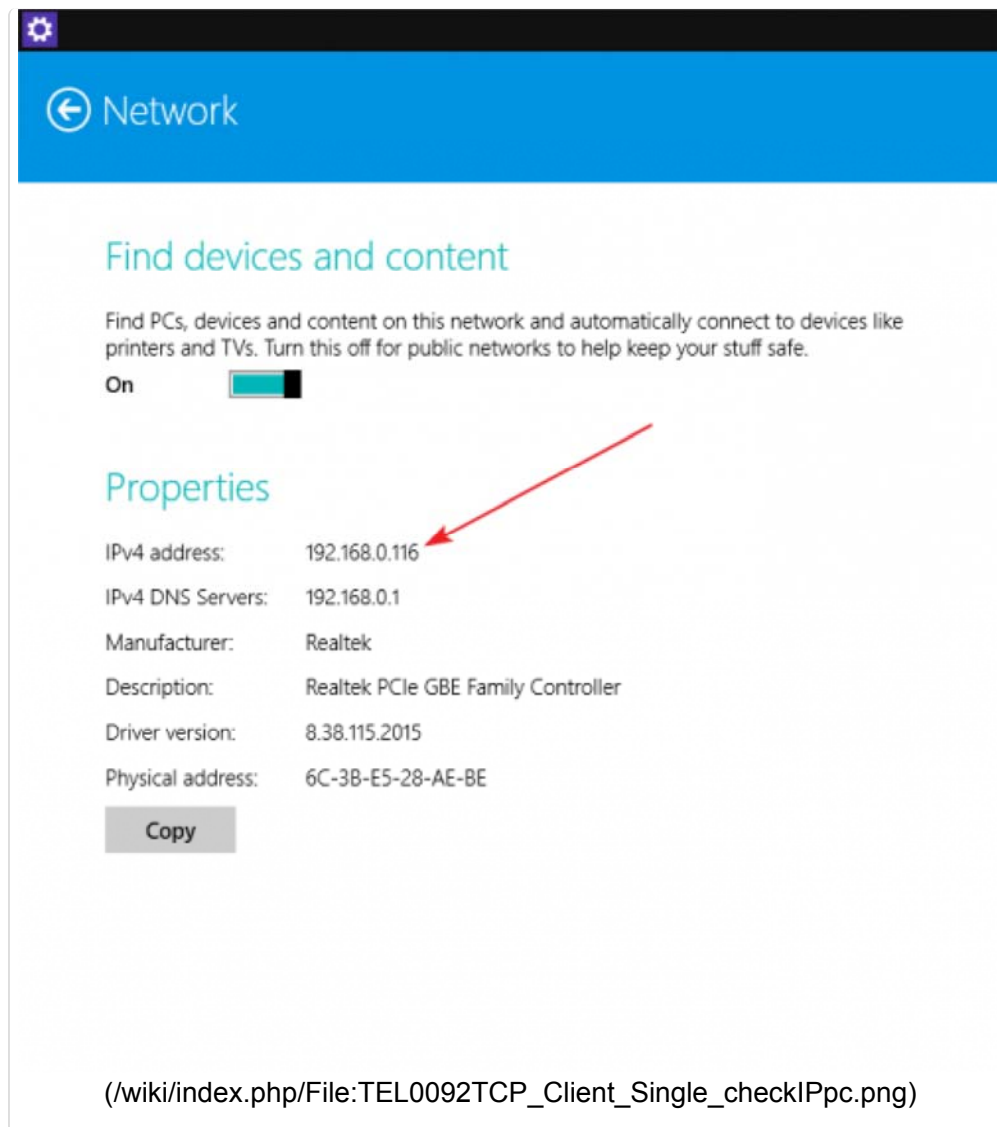 Network
Find devices and content
Find PCs, devices and content on this network and automatically connect to devices like
printers and TVs. Turn this off for public networks to help keep your stuff safe.
On
Properties
IPv4 address: 192.168.0.116
IPv4 DNS Servers: 192.168.0.1
Manufacturer: Realtek
Description: Realtek PCIe GBE Family Controller
Driver version: 8.38.115.2015
Physical address: 6C-3B-E5-28-AE-BE
Copy
(/wiki/index.php/File:TEL0092TCP_Client_Single_checkIPpc.png)